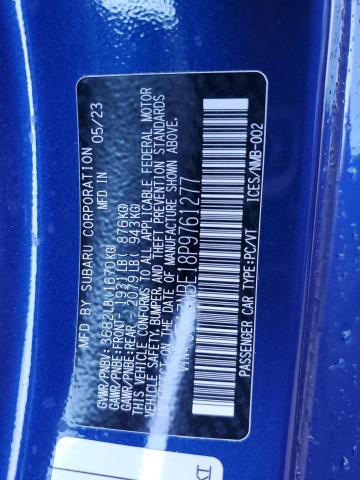 MFD. BY SUBARU CORPORATION 05/23
GVWR/PNBV: 3682LB(1670KG)
GAWR/PNBE: FRONT- 1931LB( 876KG)
GAWR/PNBE: REAR - 2079LB( 943KG)
THIS VEHICLE CONFORMS TO ALL APPLICABLE FEDERAL MOTOR
VEHICLE SAFETY, BUMPER, AND THEFT PREVENTION STANDARDS
IN EFFECT ON THE DATE OF MANUFACTURE SHOWN ABOVE.
18P9761277
PASSENGER CAR TYPE:PC/VT
ICES/NMB-002